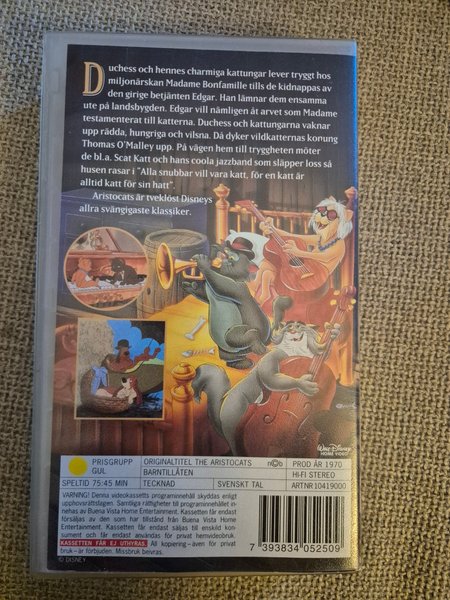 Duchess och hennes charmiga kattungar lever tryggt hos
miljonärskan Madame Bonfamille tills de kidnappas av
den girige betjänten Edgar. Han lämnar dem ensamma
ute på landsbygden. Edgar vill nämligen åt arvet som Madame
testamenterat till katterna. Duchess och kattungarna vaknar
upp rädda, hungriga och vilsna. Då dyker vildkatternas konung
Thomas O'Malley upp. På vägen hem till tryggheten möter
de bl.a. Scat Katt och hans coola jazzband som släpper loss så
husen rasar i "Alla snubbar vill vara katt, för en katt är
alltid katt för sin hatt".
Aristocats är tveklöst Disneys
allra svängigaste klassiker.
WALT DISNEY
HOME VIDEO
PRISGRUPP
GUL
ORIGINALTITEL THE ARISTOCATS
ncb
PROD ÅR 1970
BARNTILLÅTEN
HI-FI STEREO
SPELTID 75:45 MIN
TECKNAD
SVENSKT TAL
ARTNR10419000
VARNING! Denna videokassetts programinnehåll skyddas enligt
upphovsrättslagen. Samtliga rättigheter till programinnehållet in-
nehas av Buena Vista Home Entertainment. Kassetten får endast
försäljas av den som har tillstånd från Buena Vista Home
Entertainment. Kassetten får endast säljas till enskild kon-
sument och får endast användas för privat hemvideobruk.
KASSETTEN FÅR EJ UTHYRAS. All kopiering – även för privat
bruk – är förbjuden. Missbruk beivras.
© DISNEY
7 393834 052509